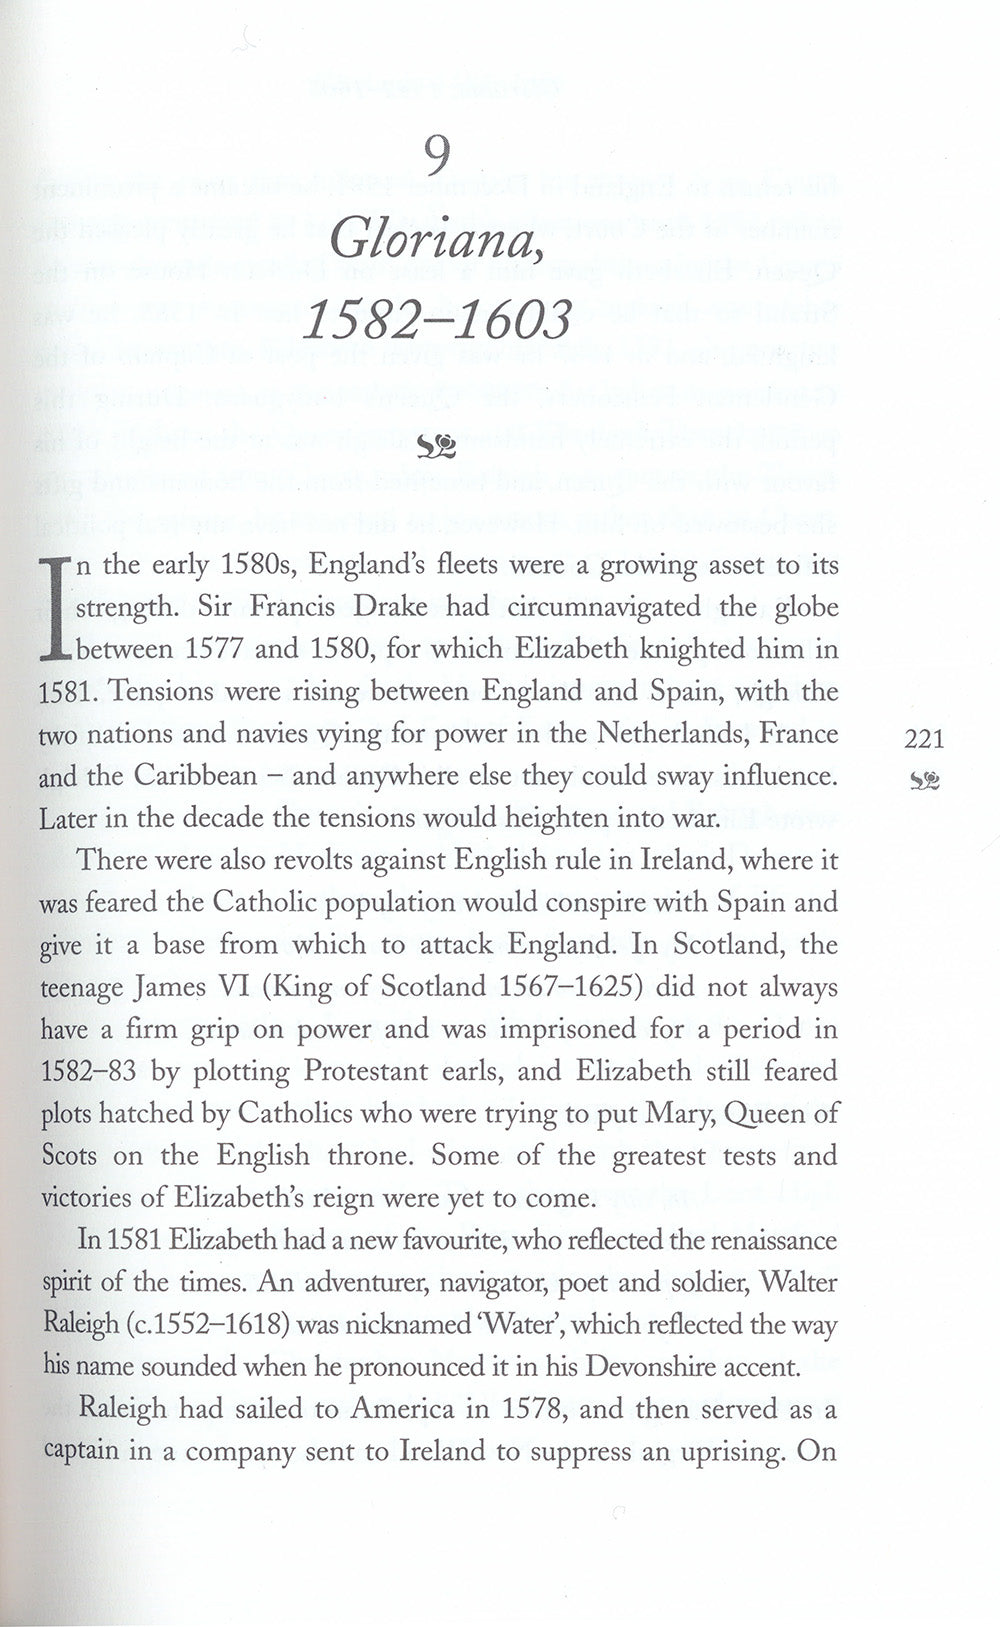 9
Gloriana,
1582–1603
In the early 1580s, England’s fleets were a growing asset to its
strength. Sir Francis Drake had circumnavigated the globe
between 1577 and 1580, for which Elizabeth knighted him in
1581. Tensions were rising between England and Spain, with the
two nations and navies vying for power in the Netherlands, France
and the Caribbean – and anywhere else they could sway influence.
Later in the decade the tensions would heighten into war.
221
There were also revolts against English rule in Ireland, where it
was feared the Catholic population would conspire with Spain and
give it a base from which to attack England. In Scotland, the
teenage James VI (King of Scotland 1567–1625) did not always
have a firm grip on power and was imprisoned for a period in
1582–83 by plotting Protestant earls, and Elizabeth still feared
plots hatched by Catholics who were trying to put Mary, Queen of
Scots on the English throne. Some of the greatest tests and
victories of Elizabeth’s reign were yet to come.
In 1581 Elizabeth had a new favourite, who reflected the renaissance
spirit of the times. An adventurer, navigator, poet and soldier, Walter
Raleigh (c.1552–1618) was nicknamed ‘Water’, which reflected the way
his name sounded when he pronounced it in his Devonshire accent.
Raleigh had sailed to America in 1578, and then served as a
captain in a company sent to Ireland to suppress an uprising. On